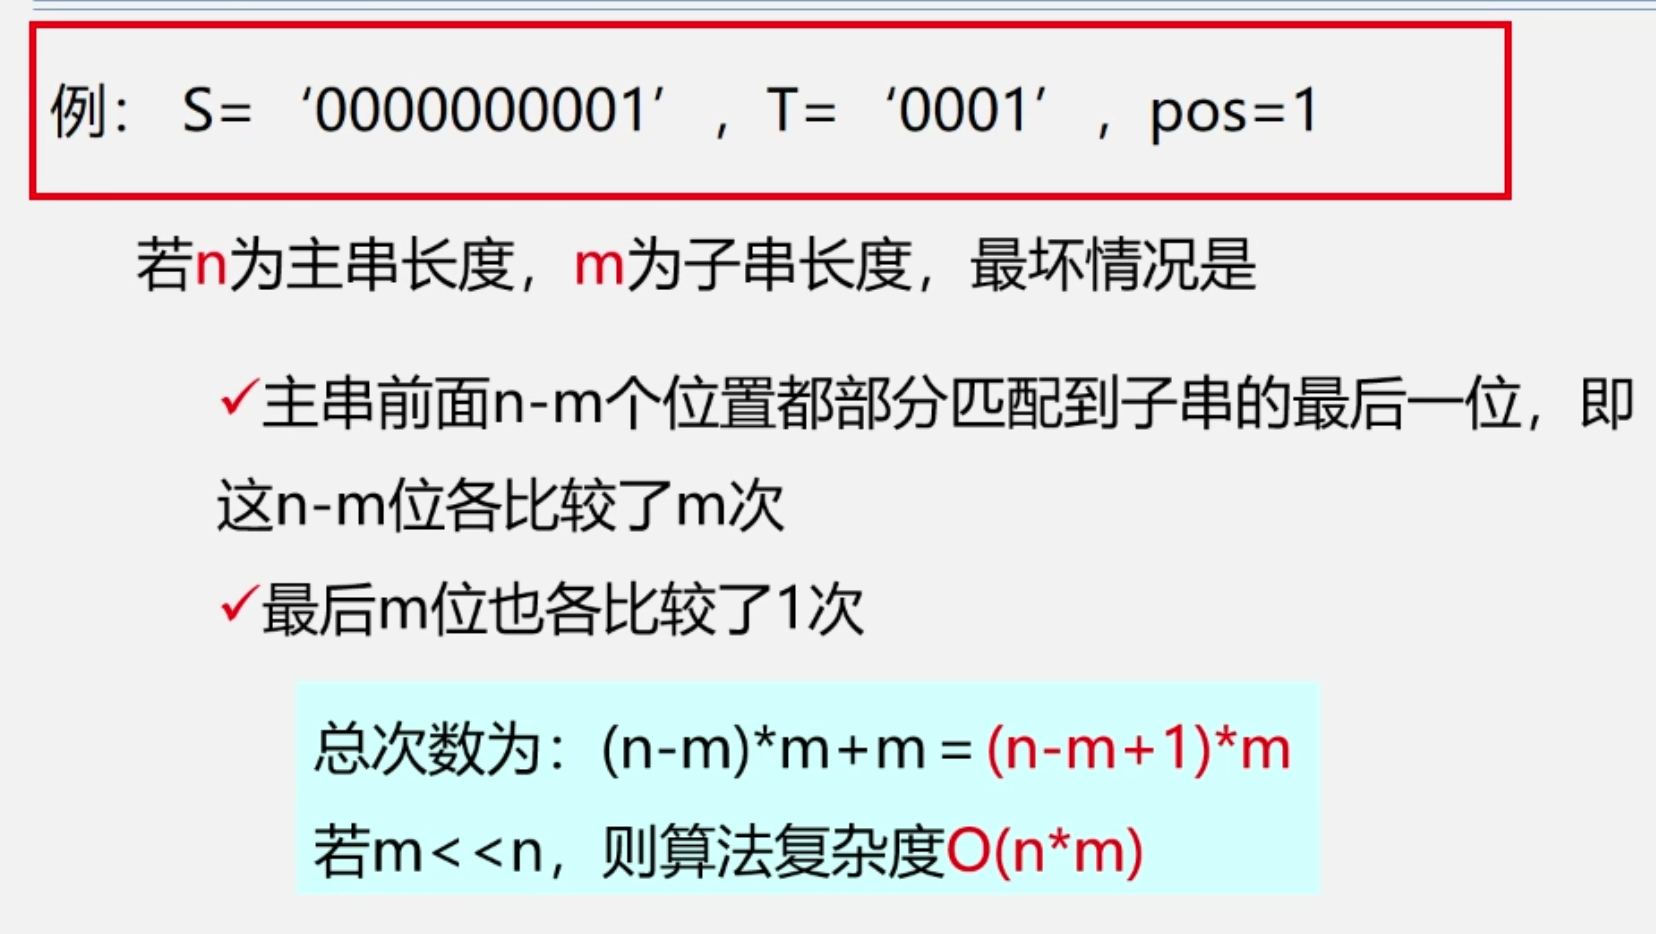 例： S= ‘0000000001’ ，T= ‘0001’ ，pos=1
若n为主串长度，m为子串长度，最坏情况是
✓主串前面n-m个位置都部分匹配到子串的最后一位，即
这n-m位各比较了m次
✓最后m位也各比较了1次
总次数为：(n-m)*m+m＝(n-m+1)*m
若m<<n，则算法复杂度O(n*m)